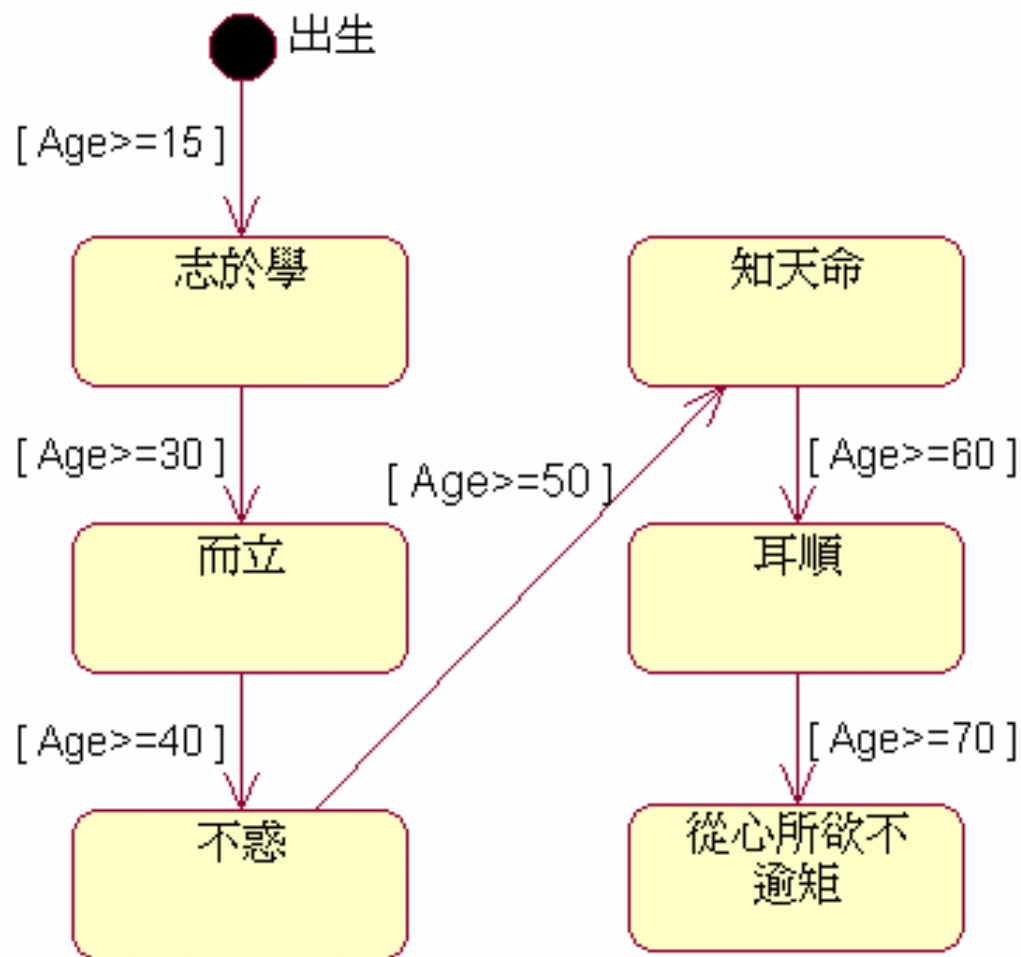 出生
[ Age>=15 ]
志於學
[ Age>=30 ]
而立
[ Age>=40 ]
不惑
[ Age>=50 ]
知天命
[ Age>=60 ]
耳順
[ Age>=70 ]
從心所欲不
逾矩